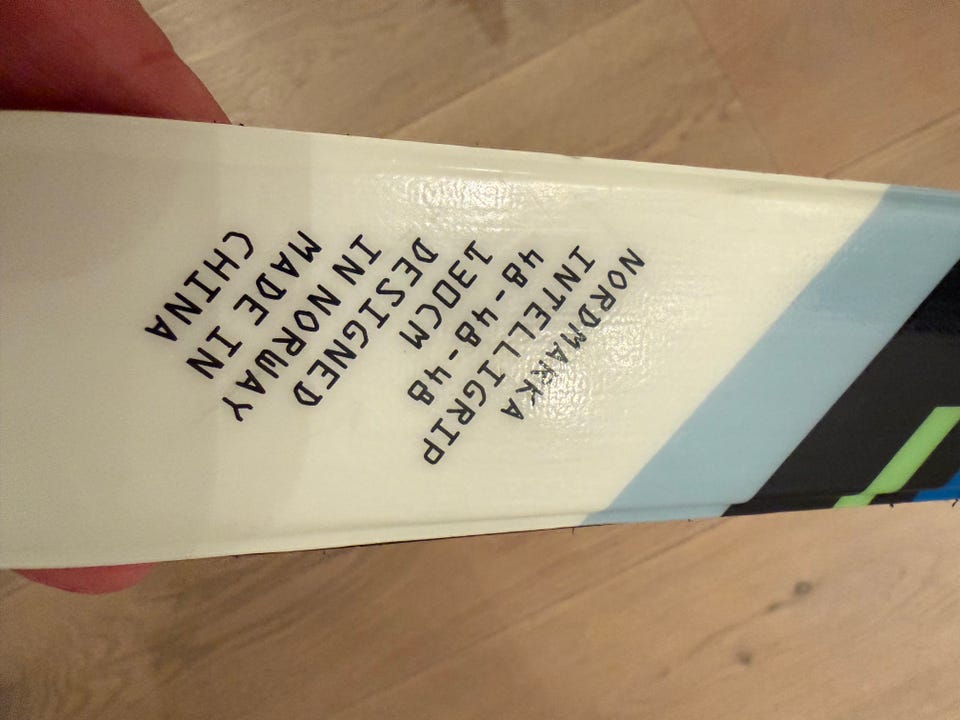 NORDMARKA
INTELLIGRIP
48-48-48
130CM
DESIGNED
IN NORWAY
MADE IN
CHINA